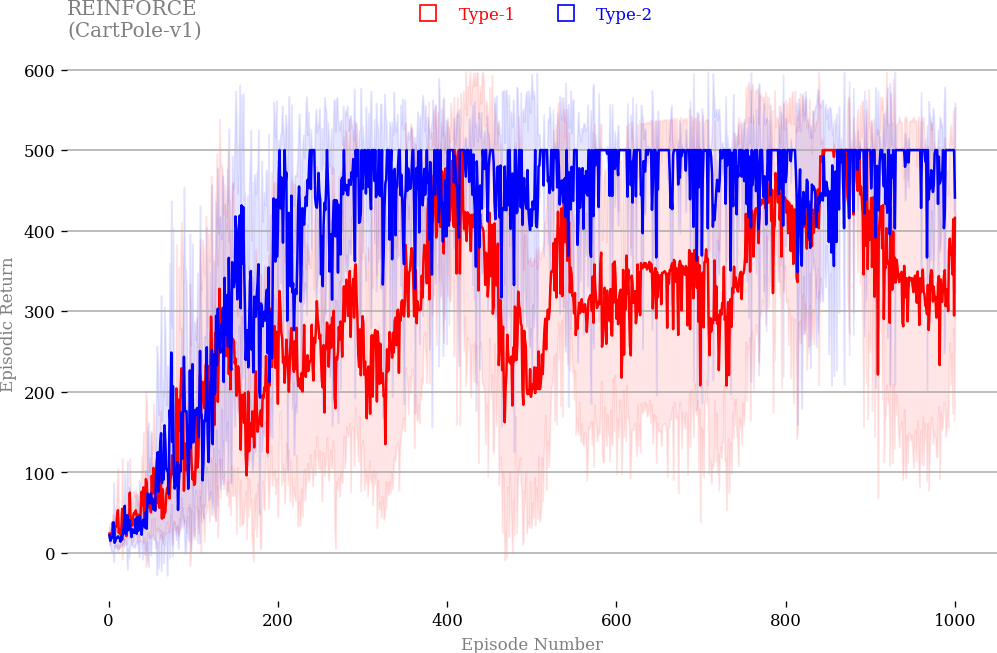 REINFORCE
(CartPole-v1)
Type-1
Type-2
600
500
400
300
200
100
0
Episodic Return
0
200
400
600
800
1000
Episode Number